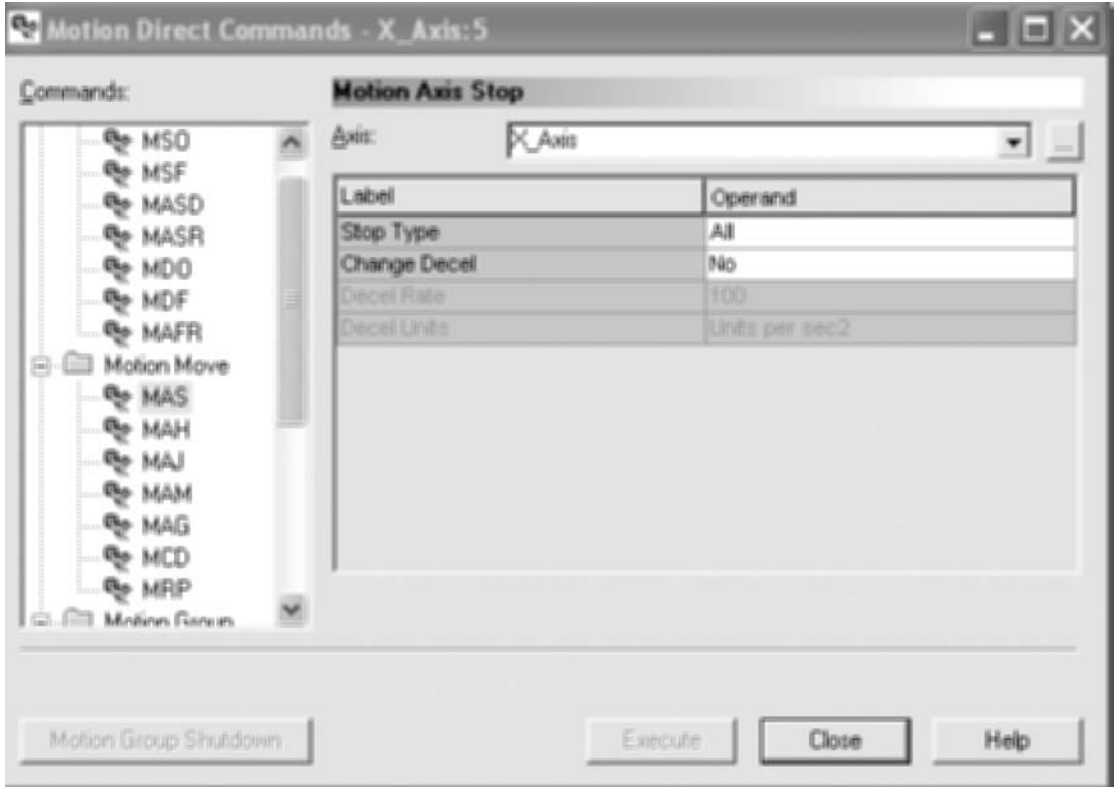 Motion Direct Commands - X_Axis:5
Commands:
MSO
MSF
MASD
MASR
MDO
MDF
MAFR
Motion Move
MAS
MAH
MAJ
MAM
MAG
MCD
MRP
Motion Group
Motion Axis Stop
Axis: X_Axis ...
Label Operand
Stop Type All
Change Decel No
Decel Rate 100
Decel Units Units per sec2
Motion Group Shutdown Execute Close Help